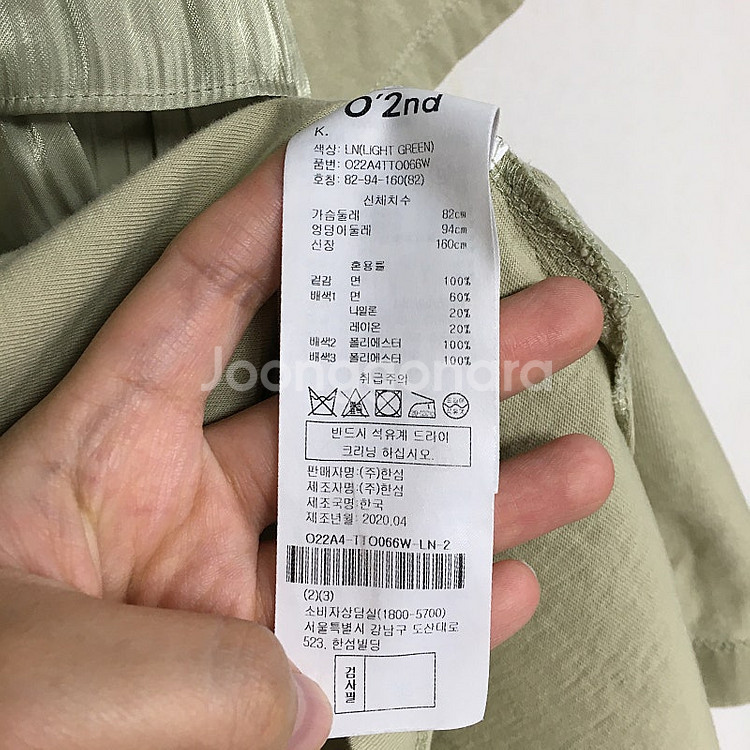 O'2nd
K.
색상: LN(LIGHT GREEN)
품번: O22A4TTO066W
호칭: 82-94-160(82)
신체치수
가슴둘레 82cm
엉덩이둘레 94cm
신장 160cm
혼용률
겉감 면 100%
배색1 면 60%
나일론 20%
레이온 20%
배색2 폴리에스터 100%
배색3 폴리에스터 100%
Joongonara
취급주의
반드시 석유계 드라이
크리닝 하십시오.
판매자명:(주)한섬
제조자명:(주)한섬
제조국명:한국
제조년월: 2020.04
O22A4-TTO066W-LN-2
(2)(3)
소비자상담실(1800-5700)
서울특별시 강남구 도산대로
523, 한섬빌딩
검사필